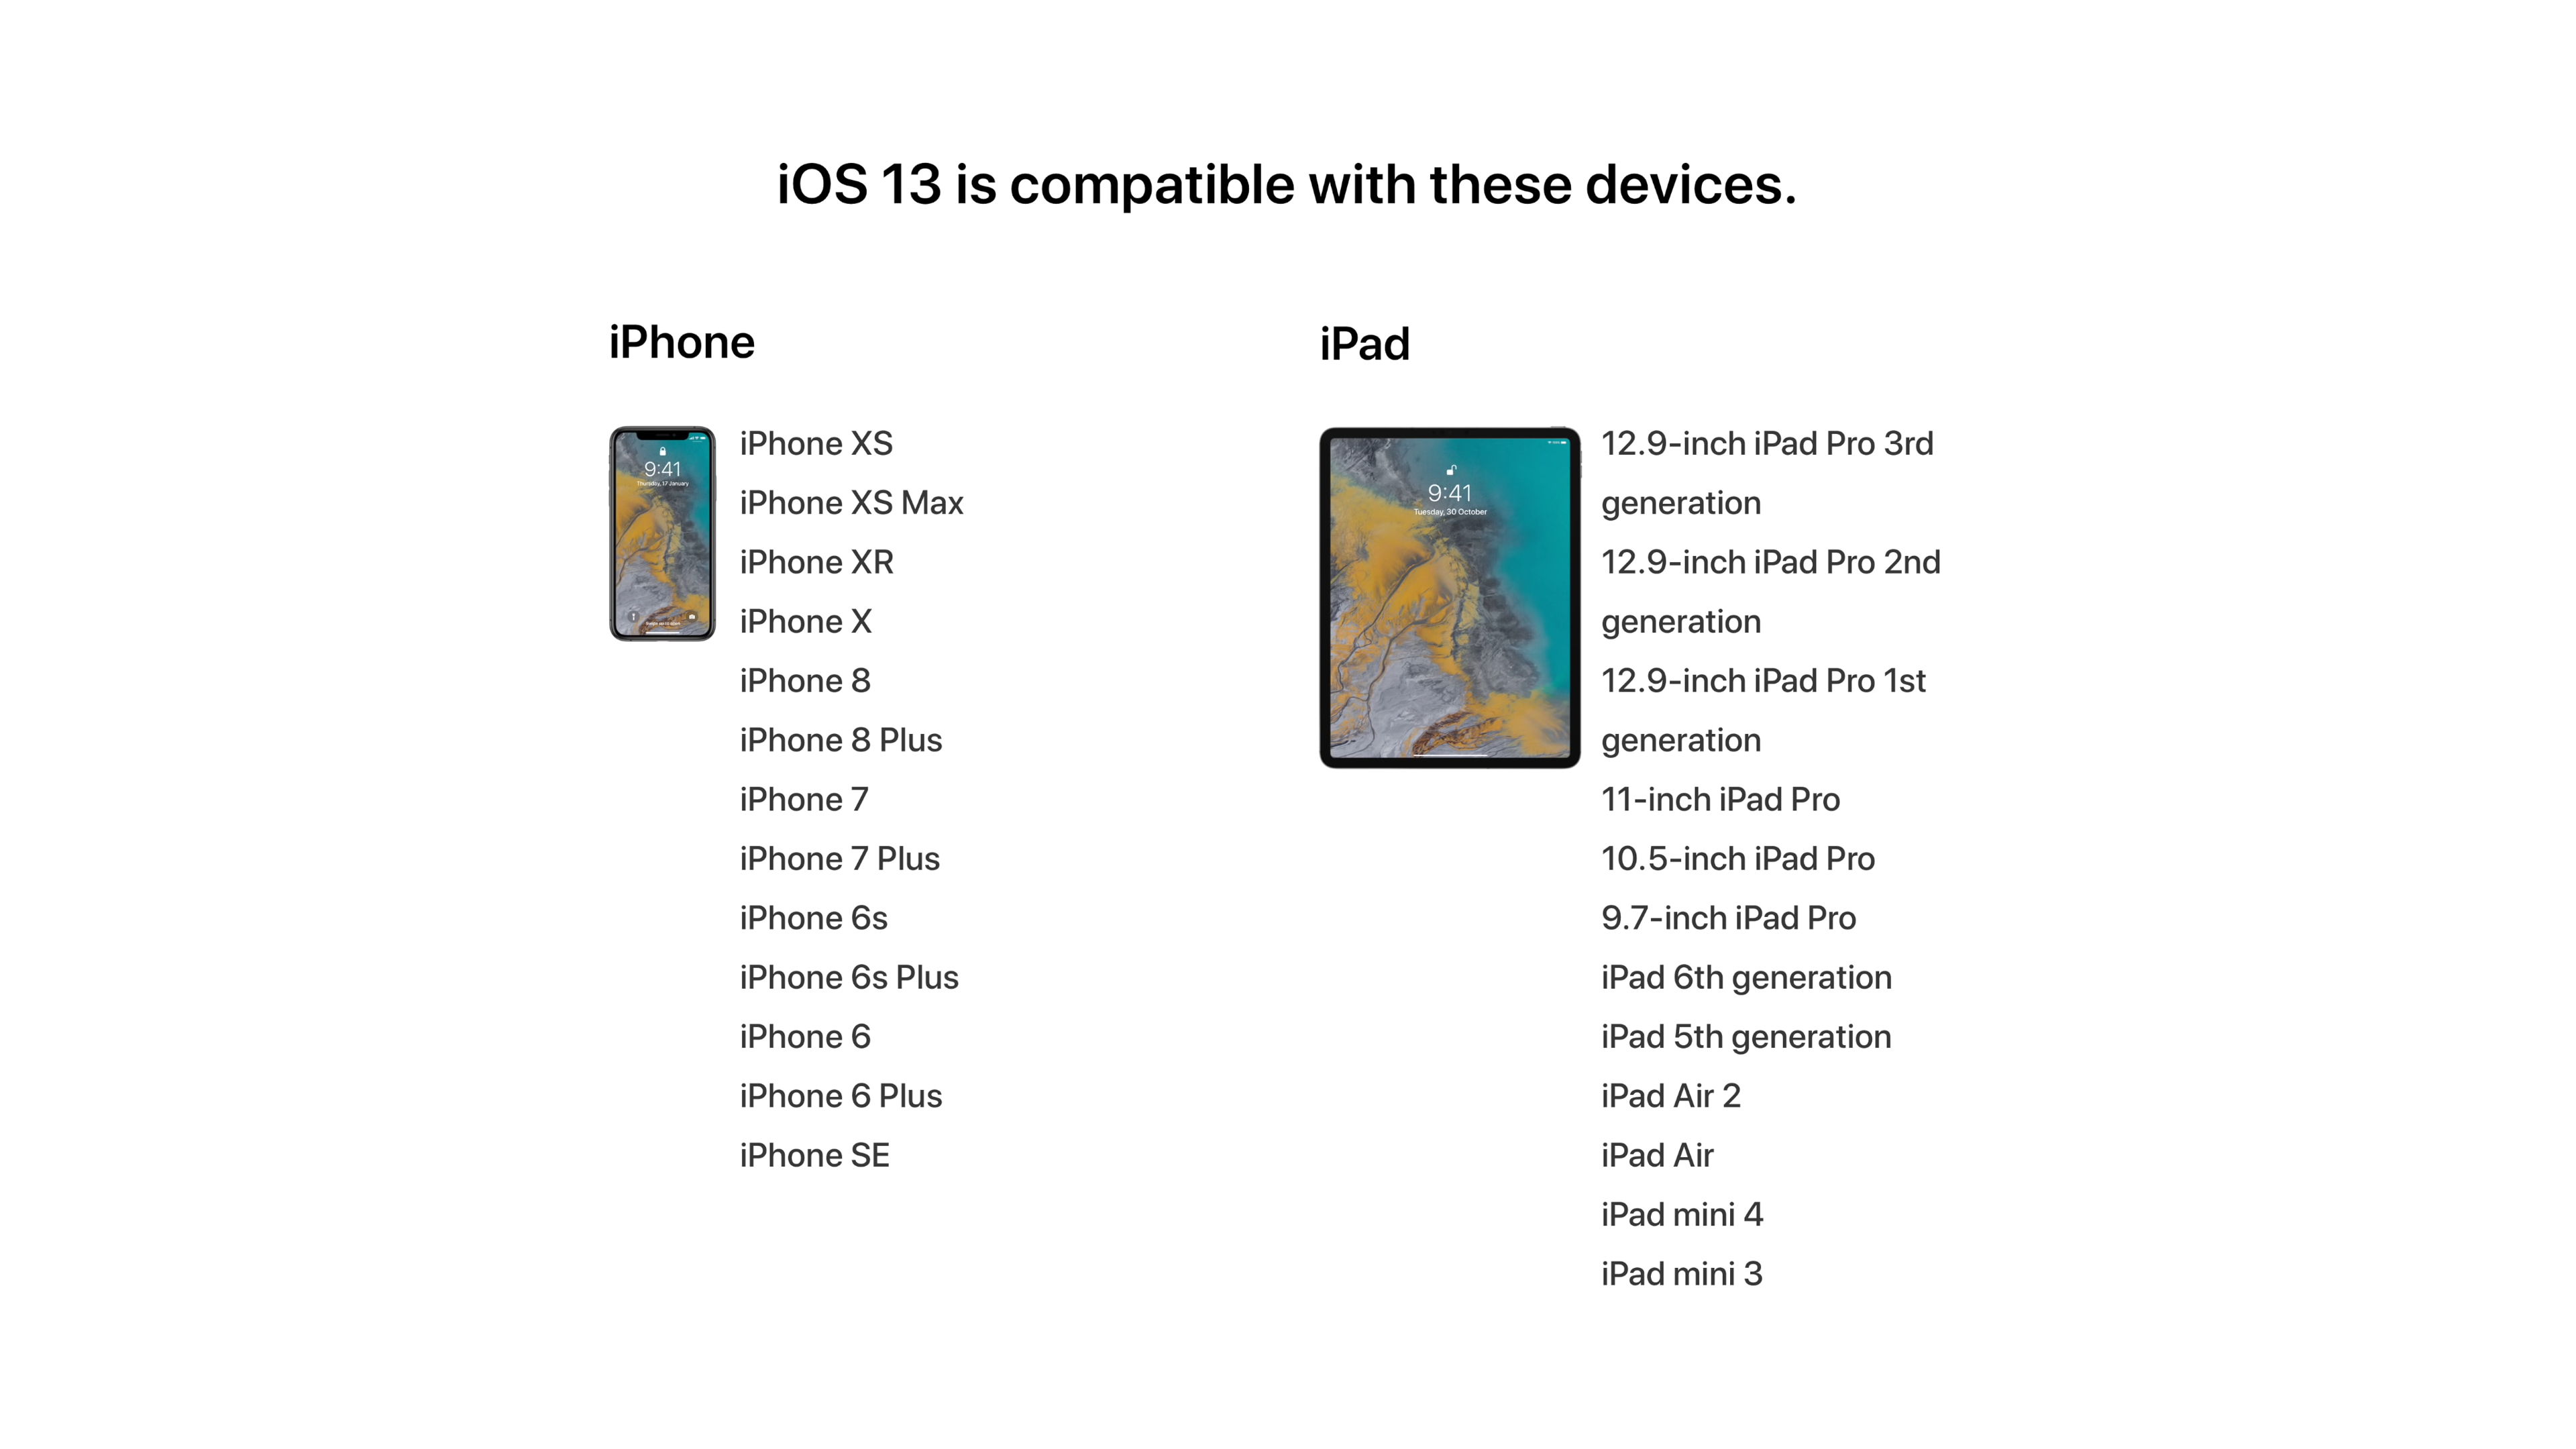 iOS 13 is compatible with these devices.
iPhone
9:41
Thursday, 17 January
iPhone XS
iPhone XS Max
iPhone XR
iPhone X
iPhone 8
iPhone 8 Plus
iPhone 7
iPhone 7 Plus
iPhone 6s
iPhone 6s Plus
iPhone 6
iPhone 6 Plus
iPhone SE
iPad
9:41
Tuesday, 30 October
12.9-inch iPad Pro 3rd
generation
12.9-inch iPad Pro 2nd
generation
12.9-inch iPad Pro 1st
generation
11-inch iPad Pro
10.5-inch iPad Pro
9.7-inch iPad Pro
iPad 6th generation
iPad 5th generation
iPad Air 2
iPad Air
iPad mini 4
iPad mini 3